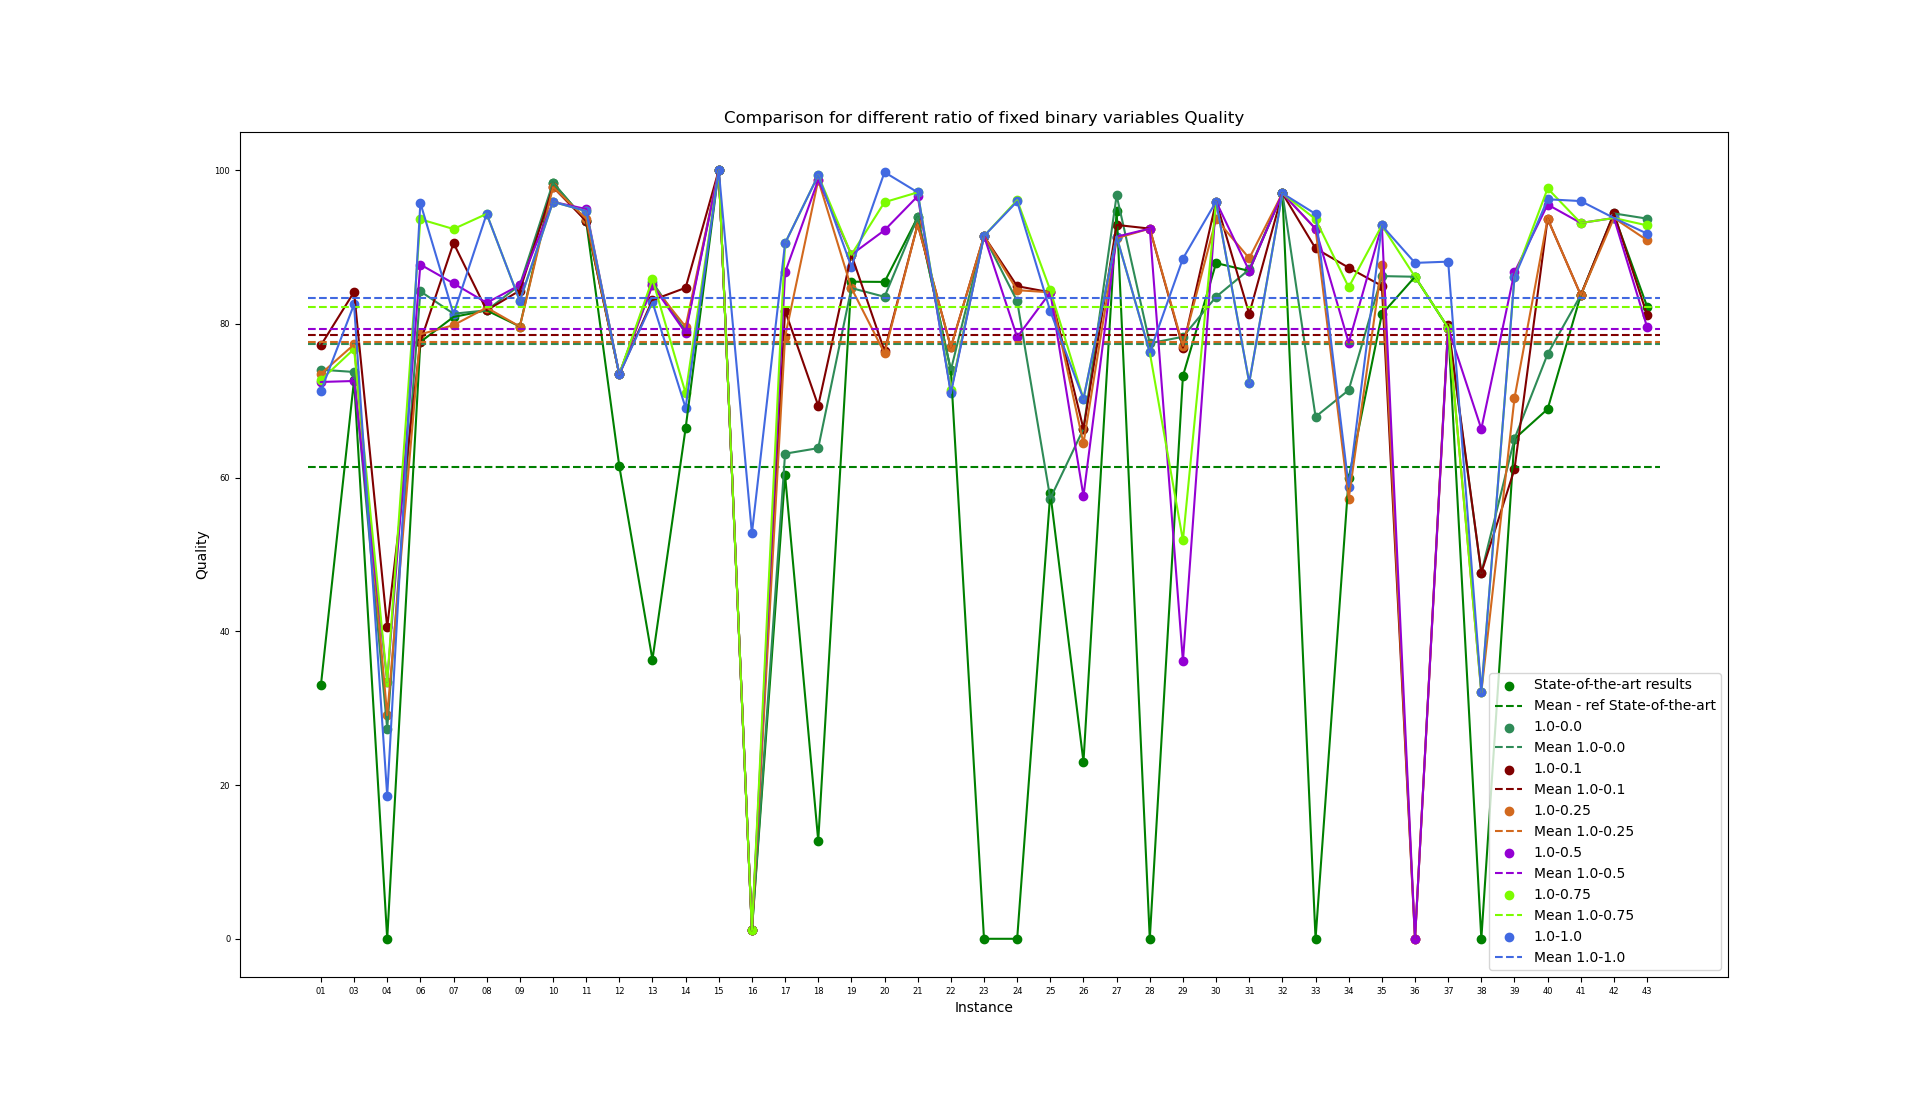 Comparison for different ratio of fixed binary variables Quality
Quality
100
80
60
40
20
0
01 03 04 06 07 08 09 10 11 12 13 14 15 16 17 18 19 20 21 22 23 24 25 26 27 28 29 30 31 32 33 34 35 36 37 38 39 40 41 42 43
Instance
State-of-the-art results
Mean - ref State-of-the-art
1.0-0.0
Mean 1.0-0.0
1.0-0.1
Mean 1.0-0.1
1.0-0.25
Mean 1.0-0.25
1.0-0.5
Mean 1.0-0.5
1.0-0.75
Mean 1.0-0.75
1.0-1.0
Mean 1.0-1.0